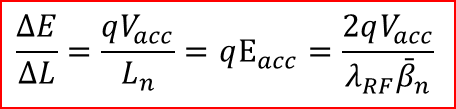 ΔE/ΔL = qV_acc/L_n = qE_acc = 2qV_acc/(λ_RF β̄_n)